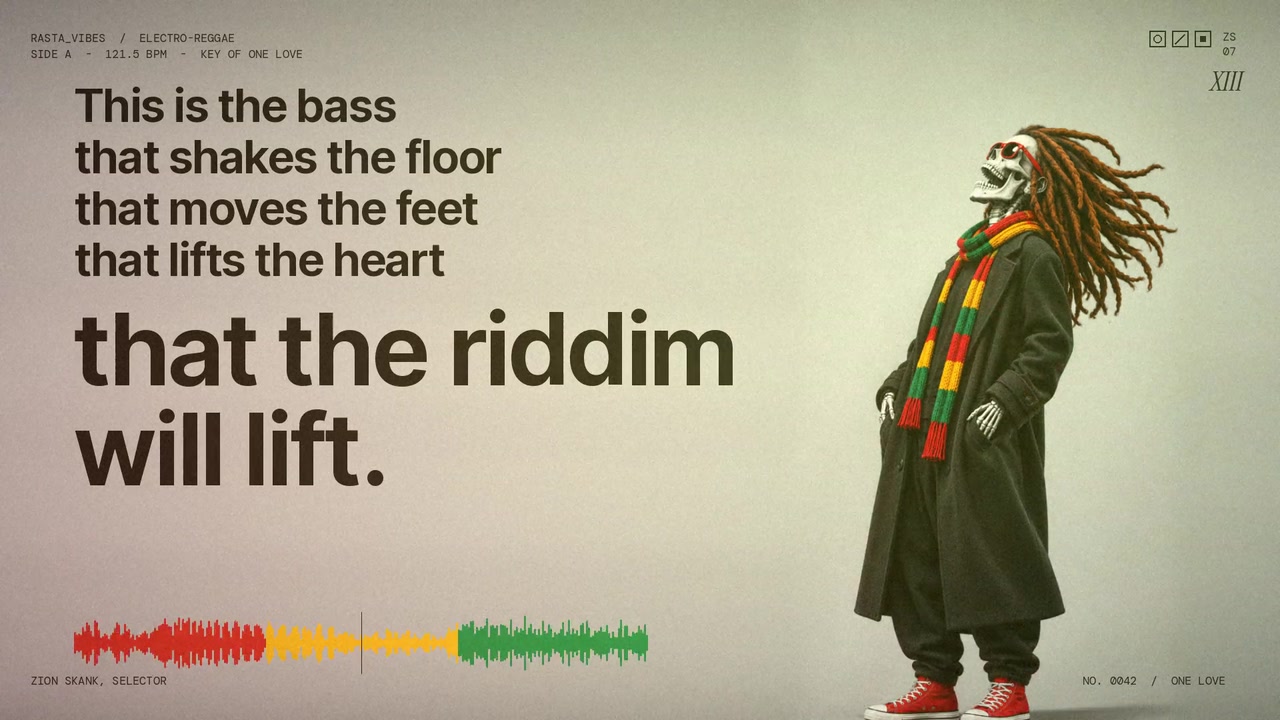 RASTA_VIBES / ELECTRO-REGGAE
SIDE A - 121.5 BPM - KEY OF ONE LOVE
ZS
07
XIII
This is the bass
that shakes the floor
that moves the feet
that lifts the heart
that the riddim
will lift.
ZION SKANK, SELECTOR
NO. 0042 / ONE LOVE